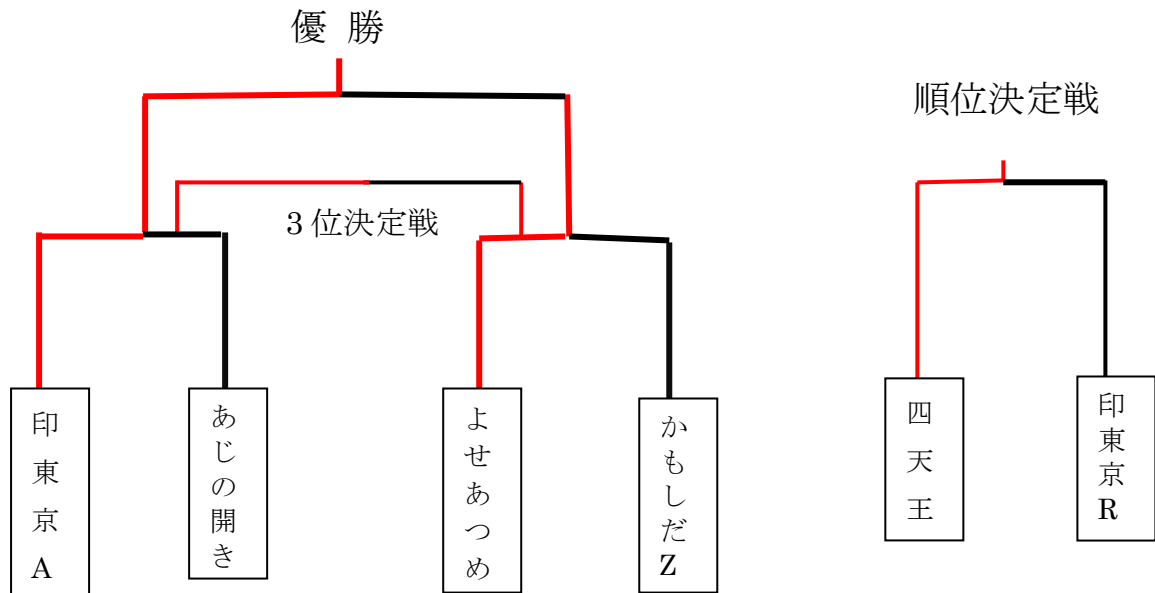 優 勝
順位決定戦
3位決定戦
印東京A
あじの開き
よせあつめ
かもしだZ
四天王
印東京R